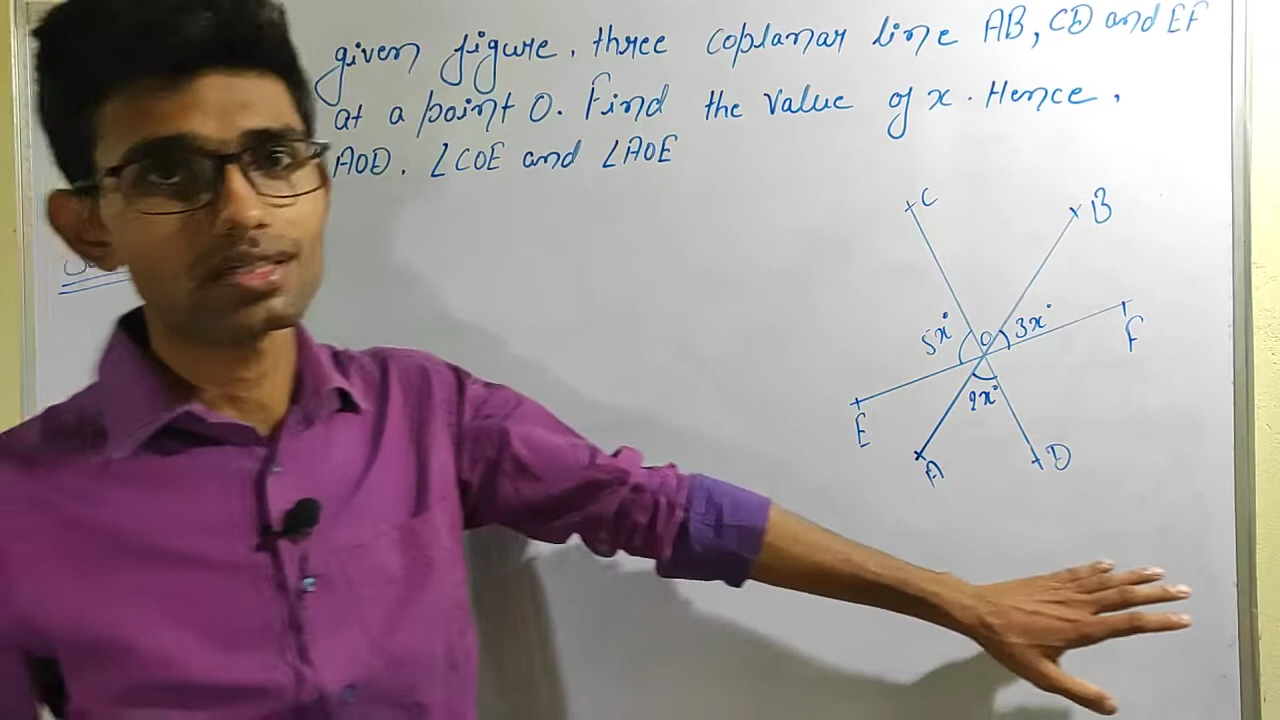 given figure, three coplanar line AB, CD and EF
at a point O. Find the value of x. Hence,
AOD, ∠COE and ∠AOE
C
B
5x°
O
3x°
F
2x°
E
A
D